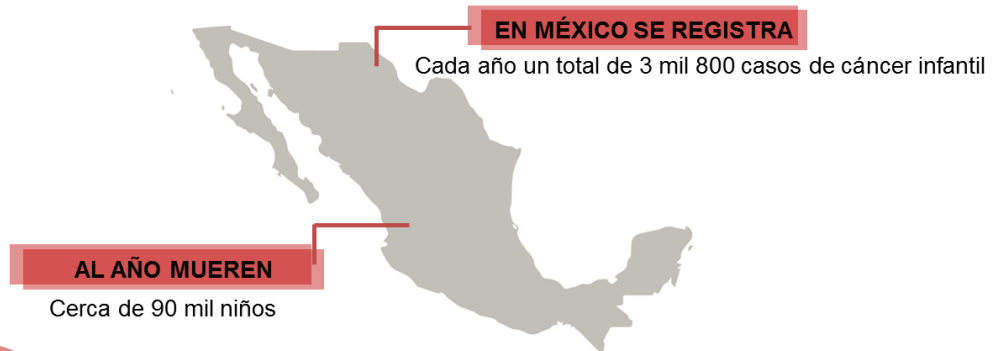 EN MÉXICO SE REGISTRA
Cada año un total de 3 mil 800 casos de cáncer infantil
AL AÑO MUEREN
Cerca de 90 mil niños